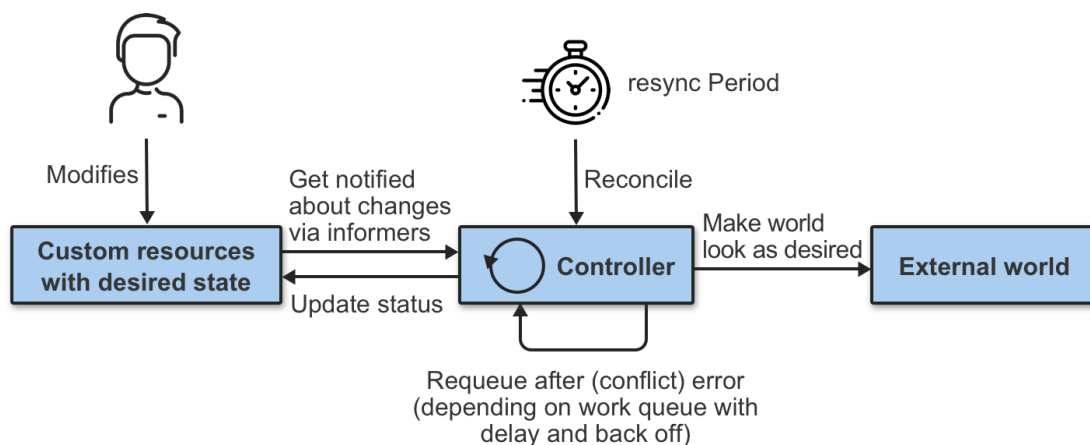 resync Period
Modifies
Reconcile
Get notified
about changes
via informers
Make world
look as desired
Custom resources
with desired state
Controller
External world
Update status
Requeue after (conflict) error
(depending on work queue with
delay and back off)